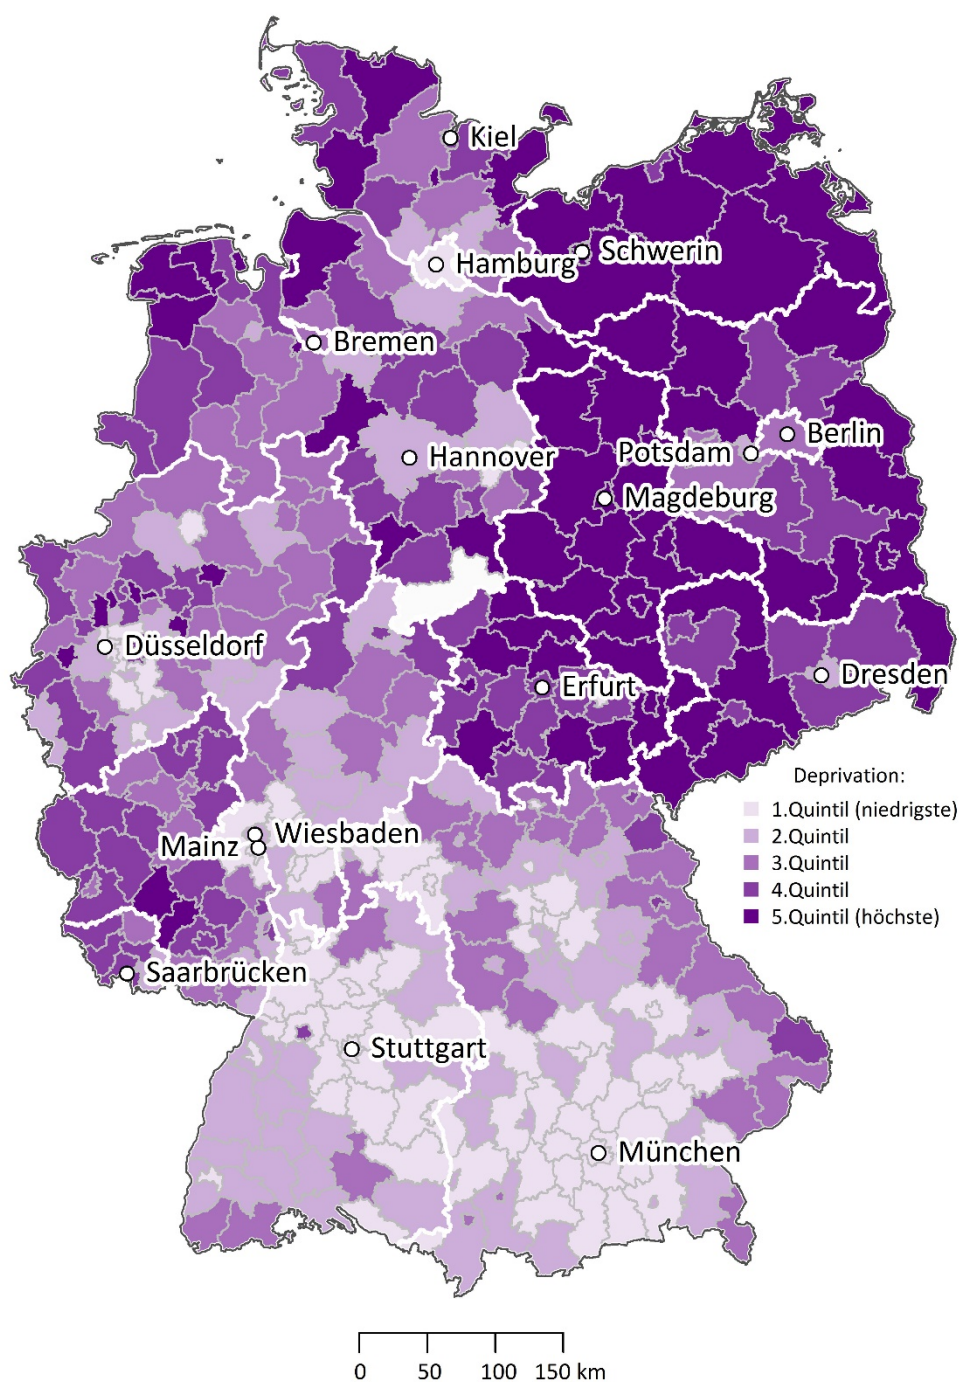 Kiel
Schwerin
Hamburg
Bremen
Berlin
Hannover
Potsdam
Magdeburg
Düsseldorf
Erfurt
Dresden
Deprivation:
1.Quintil (niedrigste)
2.Quintil
3.Quintil
4.Quintil
5.Quintil (höchste)
Wiesbaden
Mainz
Saarbrücken
Stuttgart
München
0 50 100 150 km